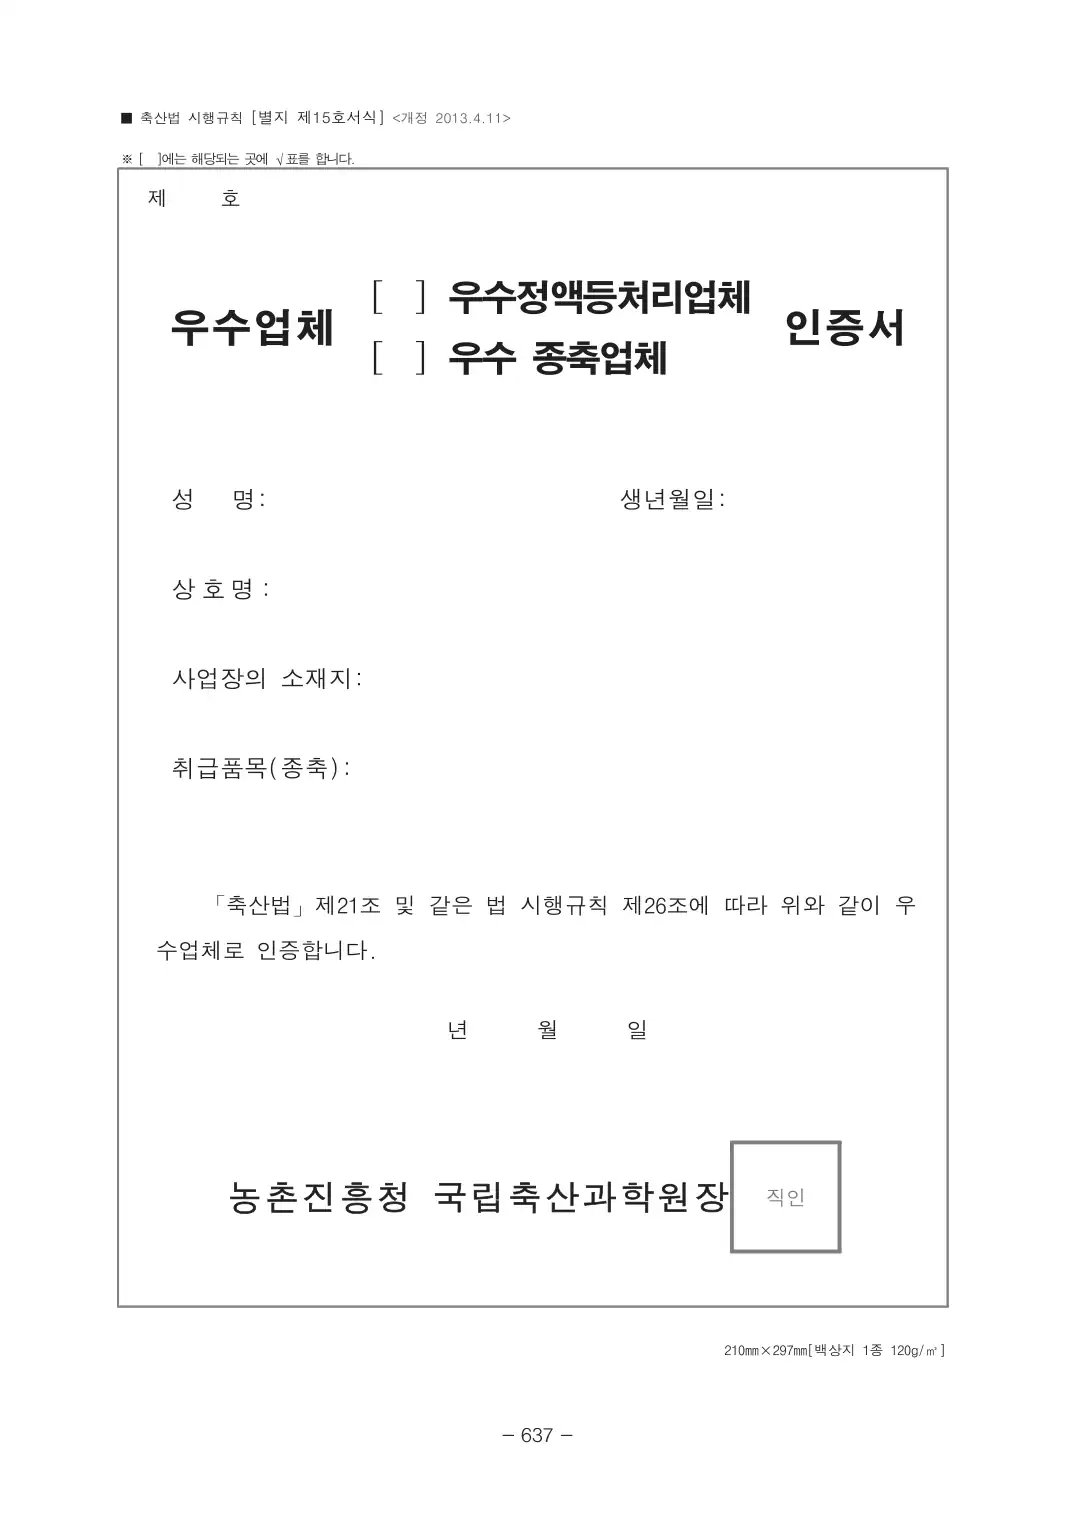 ■ 축산법 시행규칙 [별지 제15호서식] <개정 2013.4.11>
※ [ ]에는 해당되는 곳에 √표를 합니다.
제 호
우수업체 [ ] 우수정액등처리업체 인증서
[ ] 우수 종축업체
성 명: 생년월일:
상호명:
사업장의 소재지:
취급품목(종축):
「축산법」제21조 및 같은 법 시행규칙 제26조에 따라 위와 같이 우
수업체로 인증합니다.
년 월 일
농촌진흥청 국립축산과학원장 직인
210㎜×297㎜[백상지 1종 120g/㎡]
- 637 -